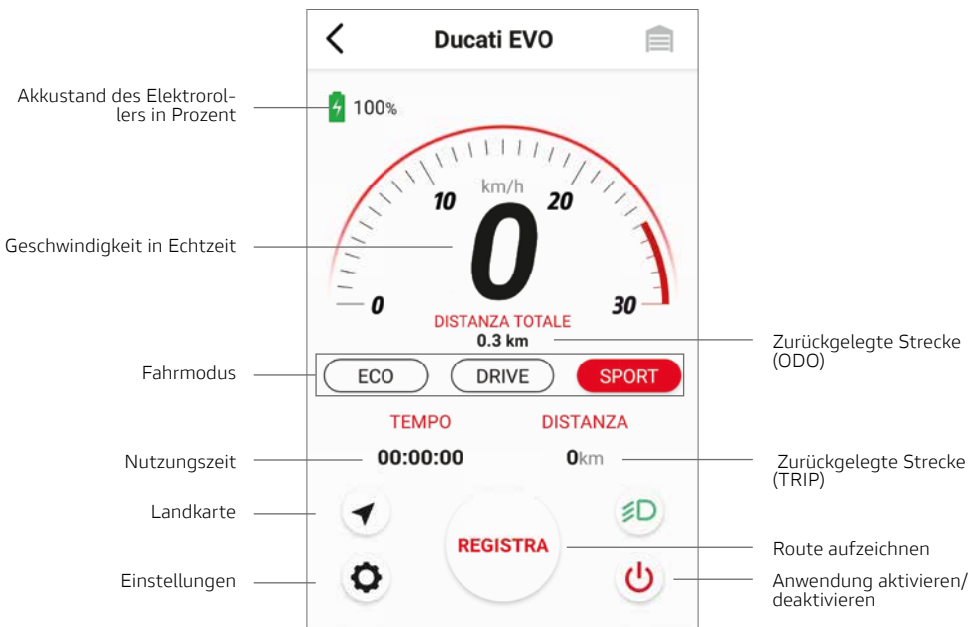 Ducati EVO
Akkustand des Elektrorol-
lers in Prozent
100%
km/h
10
20
0
Geschwindigkeit in Echtzeit
0
30
DISTANZA TOTALE
0.3 km
Zurückgelegte Strecke
(ODO)
Fahrmodus
ECO
DRIVE
SPORT
TEMPO
DISTANZA
Nutzungszeit
00:00:00
0km
Zurückgelegte Strecke
(TRIP)
Landkarte
REGISTRA
Route aufzeichnen
Einstellungen
Anwendung aktivieren/
deaktivieren